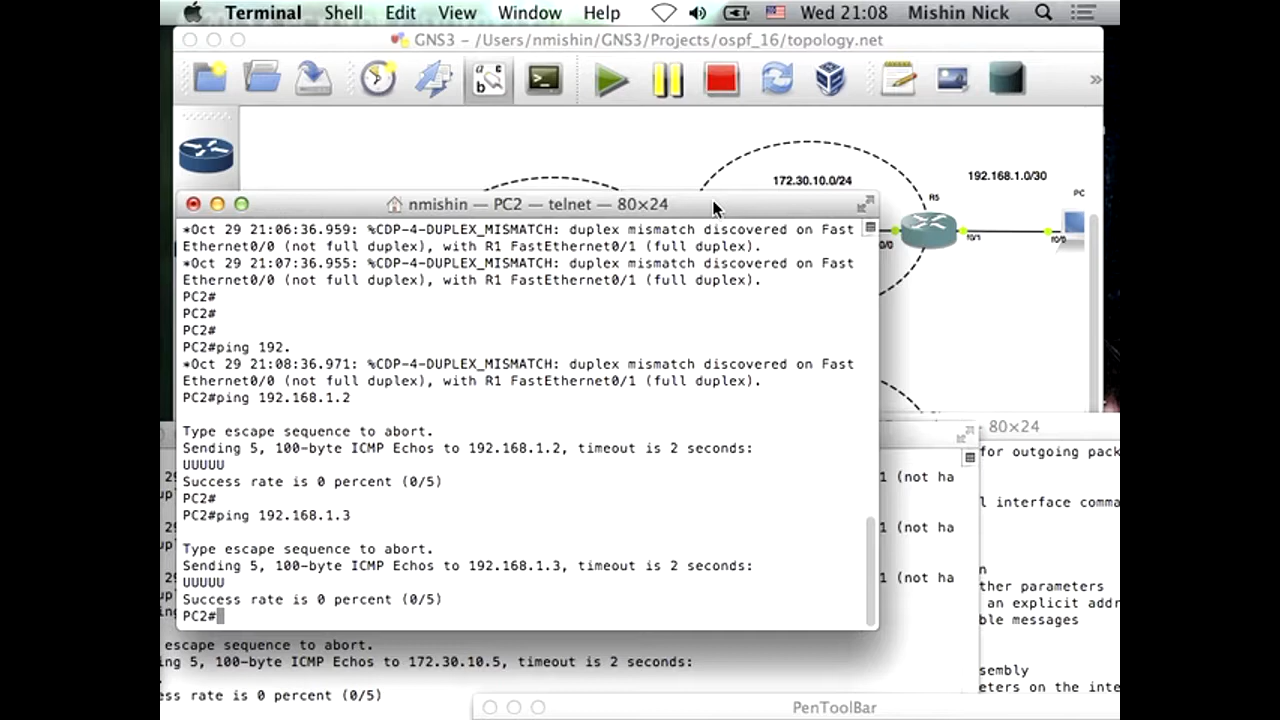 Terminal Shell Edit View Window Help Wed 21:08 Mishin Nick
GNS3 – /Users/nmishin/GNS3/Projects/ospf_16/topology.net
a c
b
»
172.30.10.0/24
192.168.1.0/30
R5
PC
0/0
f0/1
f0/0
nmishin — PC2 — telnet — 80×24
*Oct 29 21:06:36.959: %CDP-4-DUPLEX_MISMATCH: duplex mismatch discovered on Fast
Ethernet0/0 (not full duplex), with R1 FastEthernet0/1 (full duplex).
*Oct 29 21:07:36.955: %CDP-4-DUPLEX_MISMATCH: duplex mismatch discovered on Fast
Ethernet0/0 (not full duplex), with R1 FastEthernet0/1 (full duplex).
PC2#
PC2#
PC2#
PC2#ping 192.
*Oct 29 21:08:36.971: %CDP-4-DUPLEX_MISMATCH: duplex mismatch discovered on Fast
Ethernet0/0 (not full duplex), with R1 FastEthernet0/1 (full duplex).
PC2#ping 192.168.1.2
Type escape sequence to abort.
Sending 5, 100-byte ICMP Echos to 192.168.1.2, timeout is 2 seconds:
UUUUU
Success rate is 0 percent (0/5)
PC2#
PC2#ping 192.168.1.3
Type escape sequence to abort.
Sending 5, 100-byte ICMP Echos to 192.168.1.3, timeout is 2 seconds:
UUUUU
Success rate is 0 percent (0/5)
PC2#
80×24
for outgoing pack
1 (not ha
l interface comma
1 (not ha
n
1 (not ha
ther parameters
an explicit addr
ble messages
escape sequence to abort.
ing 5, 100-byte ICMP Echos to 172.30.10.5, timeout is 2 seconds:
sembly
eters on the inte
ess rate is 0 percent (0/5)
PenToolBar